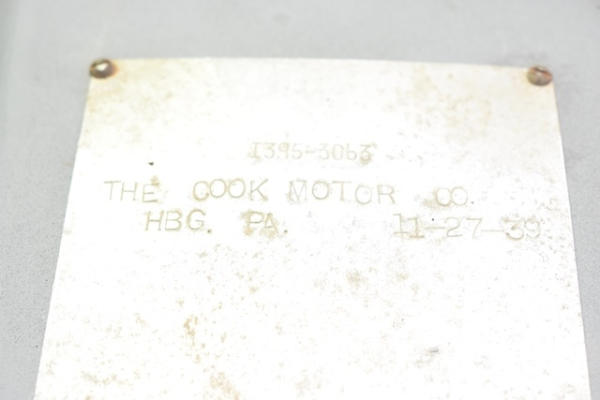 1395-3063
THE COOK MOTOR CO.
HBG. PA. 11-27-39